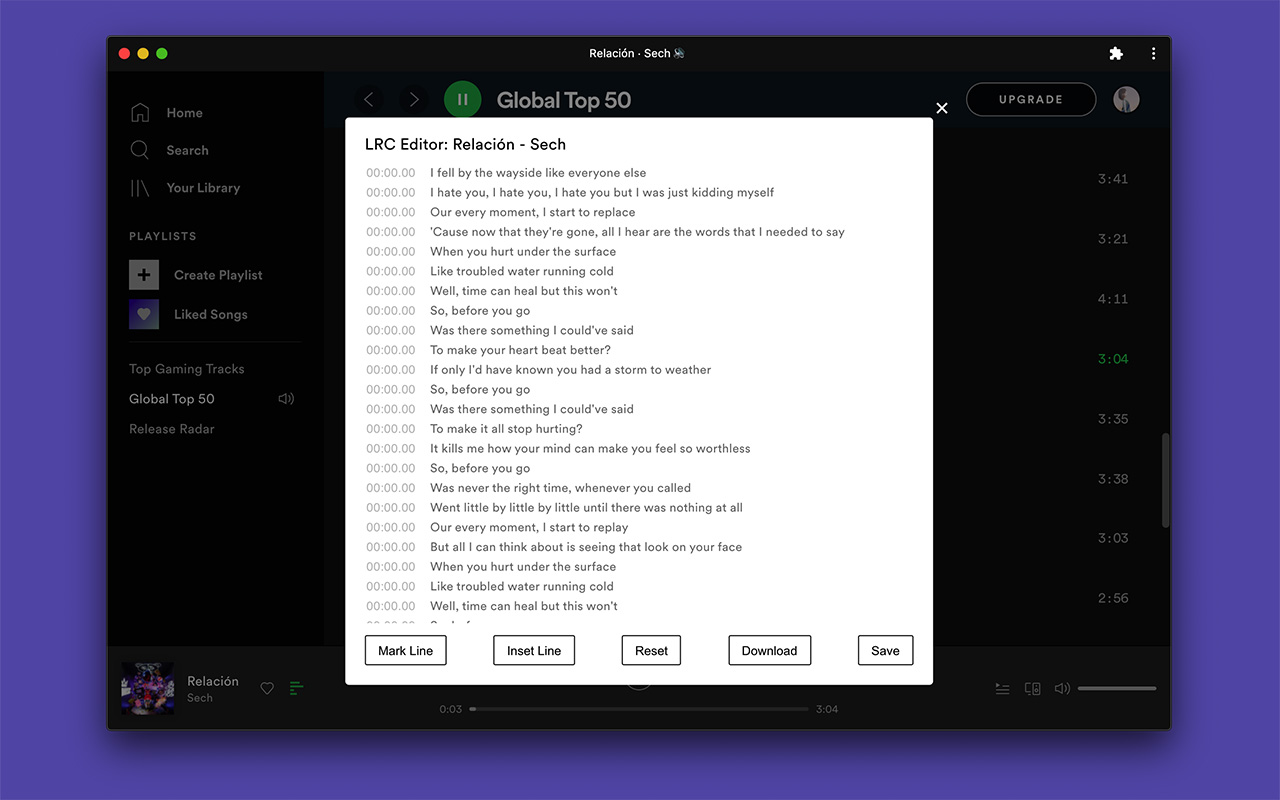 Relación · Sech
Global Top 50
UPGRADE
Home
Search
Your Library
PLAYLISTS
Create Playlist
Liked Songs
Top Gaming Tracks
Global Top 50
Release Radar
LRC Editor: Relación - Sech
00:00.00 I fell by the wayside like everyone else
00:00.00 I hate you, I hate you, I hate you but I was just kidding myself
00:00.00 Our every moment, I start to replace
00:00.00 'Cause now that they're gone, all I hear are the words that I needed to say
00:00.00 When you hurt under the surface
00:00.00 Like troubled water running cold
00:00.00 Well, time can heal but this won't
00:00.00 So, before you go
00:00.00 Was there something I could've said
00:00.00 To make your heart beat better?
00:00.00 If only I'd have known you had a storm to weather
00:00.00 So, before you go
00:00.00 Was there something I could've said
00:00.00 To make it all stop hurting?
00:00.00 It kills me how your mind can make you feel so worthless
00:00.00 So, before you go
00:00.00 Was never the right time, whenever you called
00:00.00 Went little by little by little until there was nothing at all
00:00.00 Our every moment, I start to replay
00:00.00 But all I can think about is seeing that look on your face
00:00.00 When you hurt under the surface
00:00.00 Like troubled water running cold
00:00.00 Well, time can heal but this won't
Mark Line
Inset Line
Reset
Download
Save
3:41
3:21
4:11
3:04
3:35
3:38
3:03
2:56
Relación
Sech
0:03
3:04